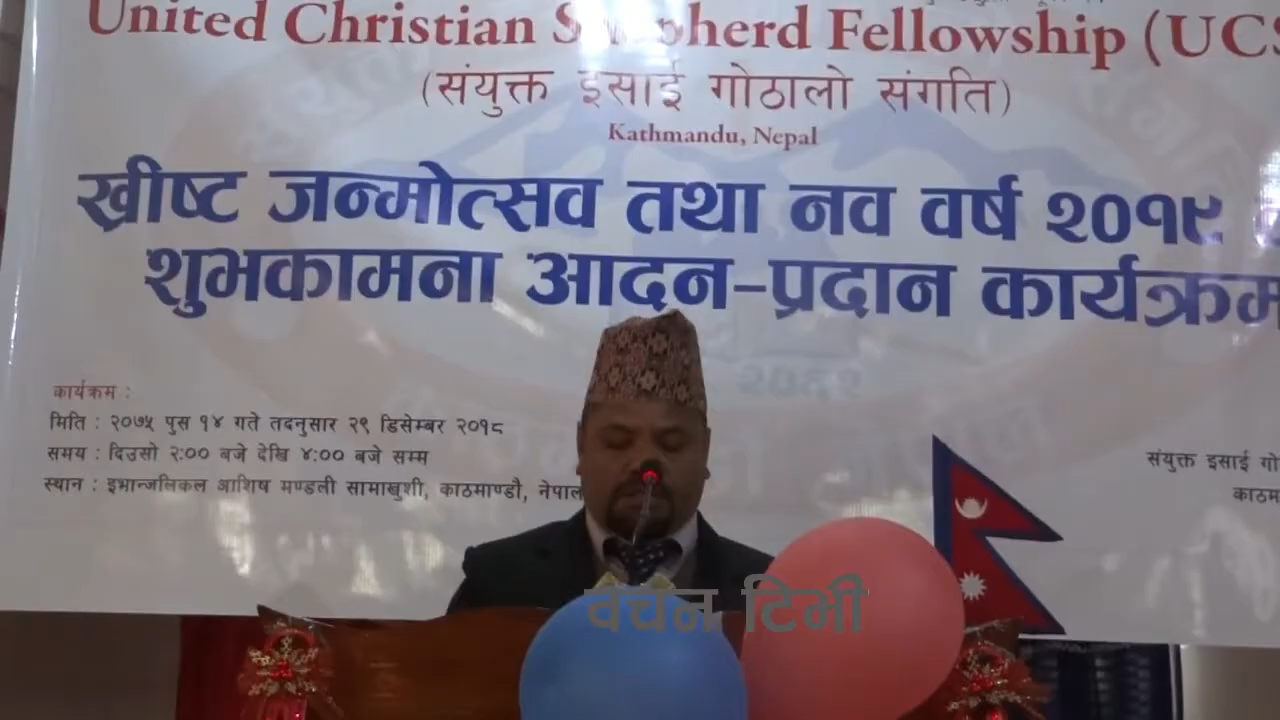 United Christian Shepherd Fellowship (UCS
(संयुक्त इसाई गोठालो संगति)
Kathmandu, Nepal
ख्रीष्ट जन्मोत्सव तथा नव वर्ष २०१९
शुभकामना आदन-प्रदान कार्यक्रम
२०६२
कार्यक्रम :
मिति : २०७५ पुस १४ गते तदनुसार २९ डिसेम्बर २०१८
समय : दिउसो २:०० बजे देखि ४:०० बजे सम्म
स्थान : इभान्जलिकल आशिष मण्डली सामाखुशी, काठमाण्डौ, नेपाल
संयुक्त इसाई गो
काठम
वचन टिभी